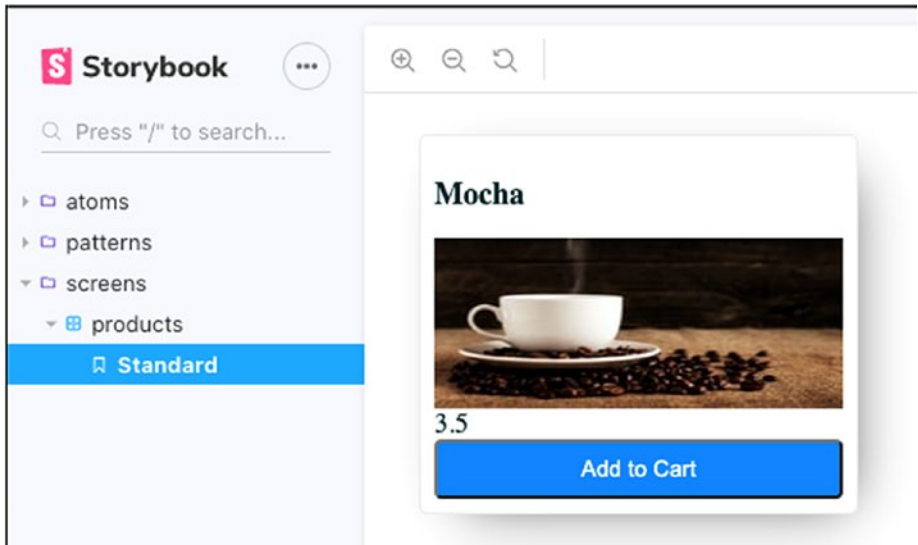 Storybook
Press "/" to search...
atoms
patterns
screens
products
Standard
Mocha
3.5
Add to Cart